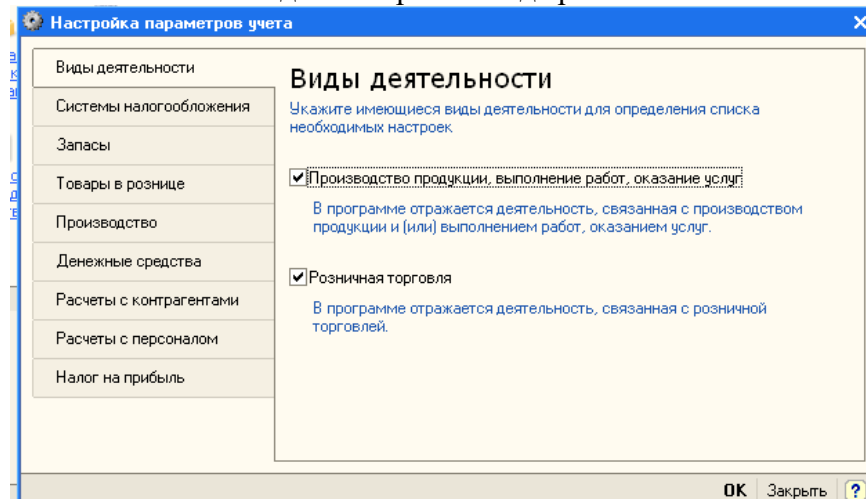 Настройка параметров учета
Виды деятельности
Системы налогообложения
Запасы
Товары в рознице
Производство
Денежные средства
Расчеты с контрагентами
Расчеты с персоналом
Налог на прибыль
Виды деятельности
Укажите имеющиеся виды деятельности для определения списка
необходимых настроек
Производство продукции, выполнение работ, оказание услуг
В программе отражается деятельность, связанная с производством
продукции и (или) выполнением работ, оказанием услуг.
Розничная торговля
В программе отражается деятельность, связанная с розничной
торговлей.
OK Закрыть ?